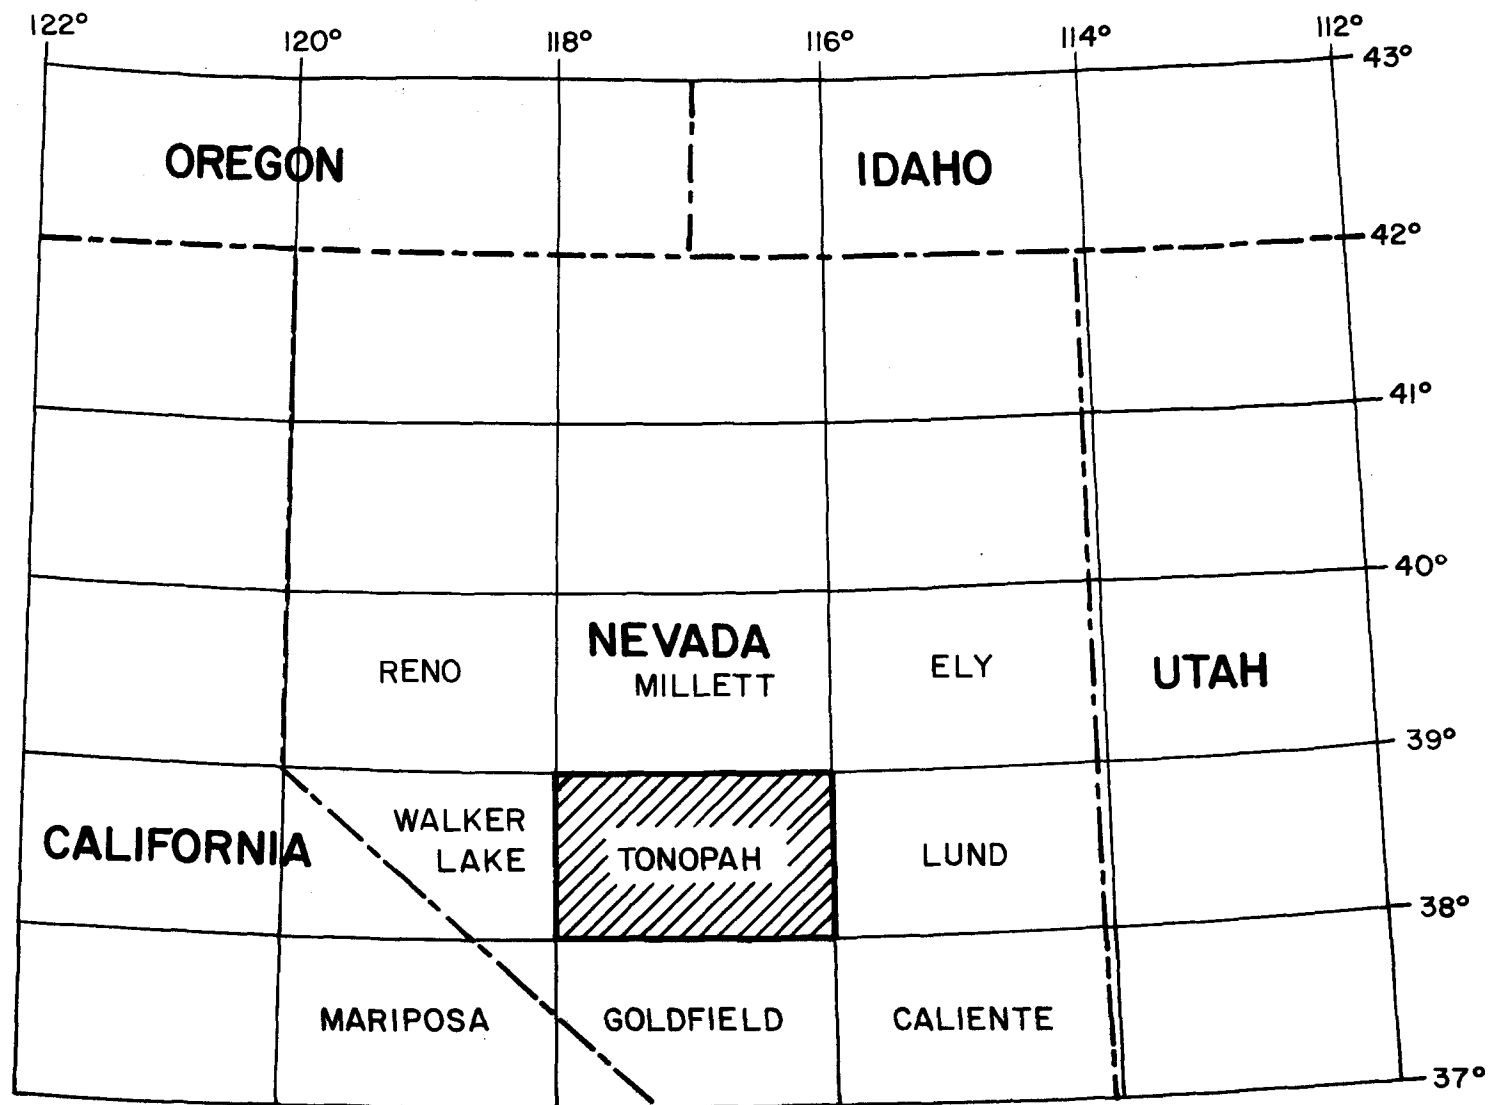 122°
120°
118°
116°
114°
112°
43°
OREGON
IDAHO
42°
41°
40°
NEVADA
RENO
MILLETT
ELY
UTAH
39°
CALIFORNIA
WALKER
LAKE
TONOPAH
LUND
38°
MARIPOSA
GOLDFIELD
CALIENTE
37°